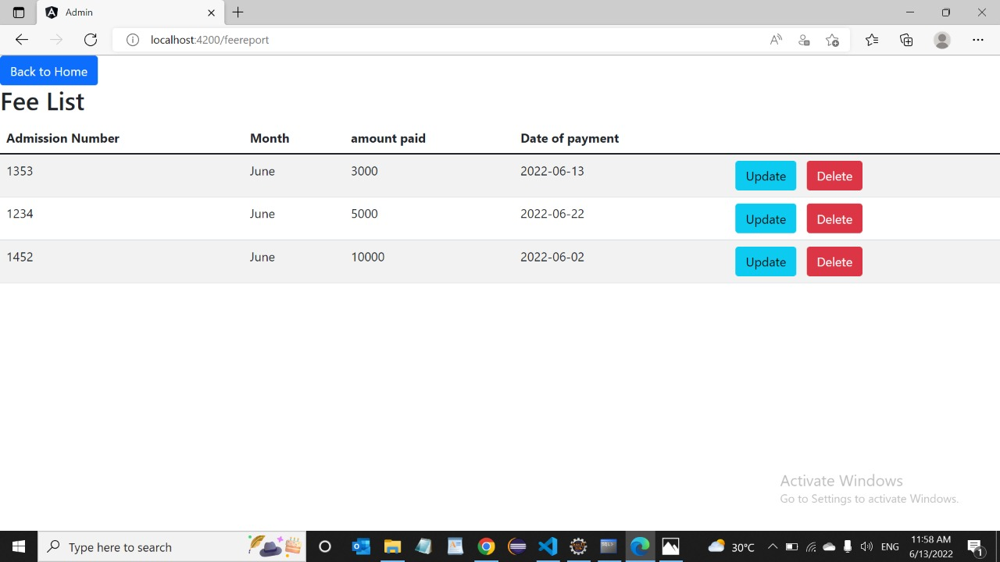 Admin
localhost:4200/feereport
Back to Home
Fee List
Admission Number Month amount paid Date of payment
1353 June 3000 2022-06-13 Update Delete
1234 June 5000 2022-06-22 Update Delete
1452 June 10000 2022-06-02 Update Delete
Activate Windows
Go to Settings to activate Windows.
Type here to search 30°C ENG
11:58 AM
6/13/2022
1